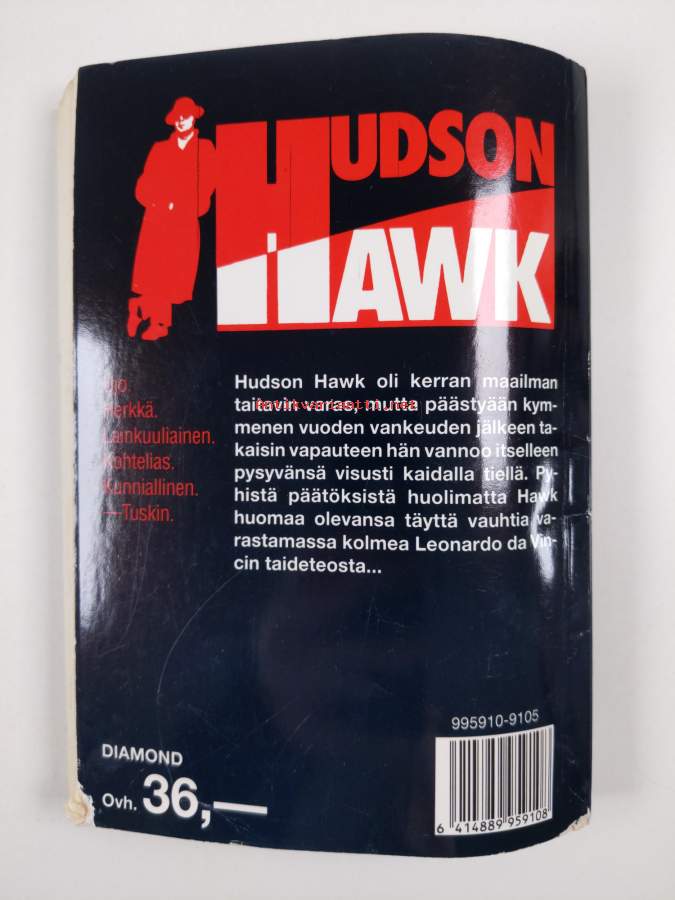 HUDSON
HAWK
Ujo.
Herkkä.
Lainkuuliainen.
Kohtelias.
Kunniallinen.
—Tuskin.
Hudson Hawk oli kerran maailman
taitavin varas, mutta päästyään kym-
menen vuoden vankeuden jälkeen ta-
kaisin vapauteen hän vannoo itselleen
pysyvänsä visusti kaidalla tiellä. Py-
histä päätöksistä huolimatta Hawk
huomaa olevansa täyttä vauhtia va-
rastamassa kolmea Leonardo da Vin-
cin taideteosta...
995910-9105
DIAMOND
Ovh. 36,—
6 414889 959108